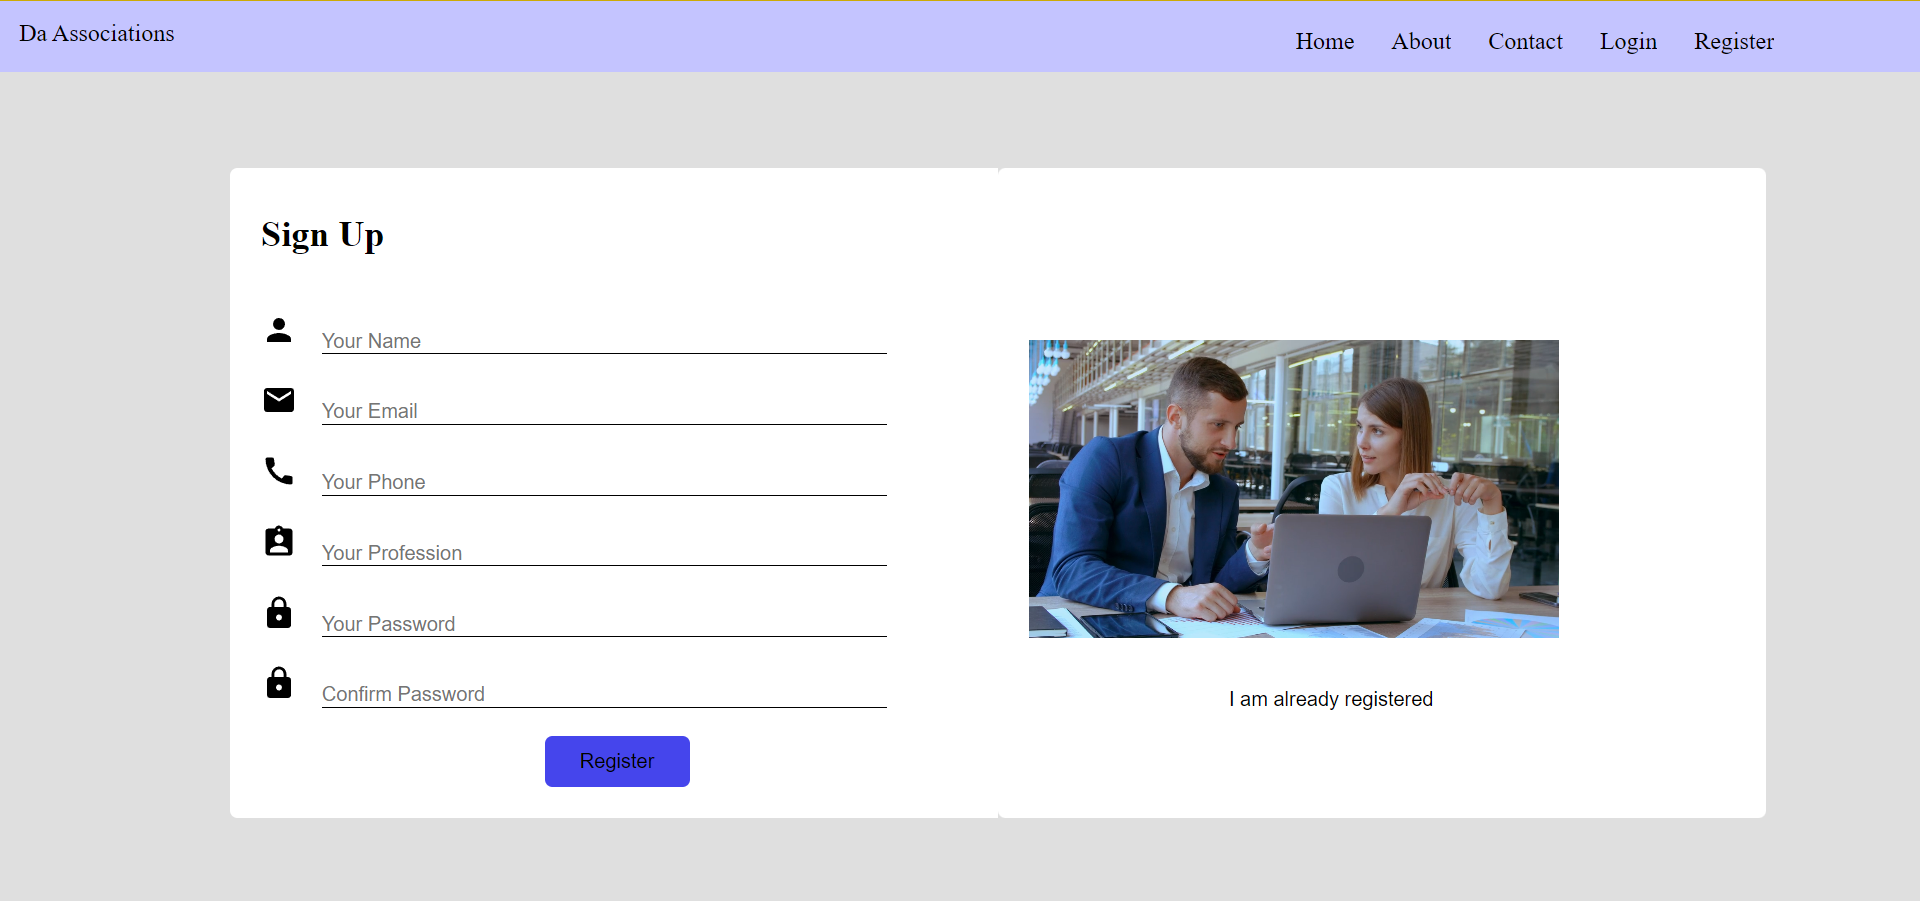 Da Associations
Home About Contact Login Register
Sign Up
Your Name
Your Email
Your Phone
Your Profession
Your Password
Confirm Password
Register
I am already registered